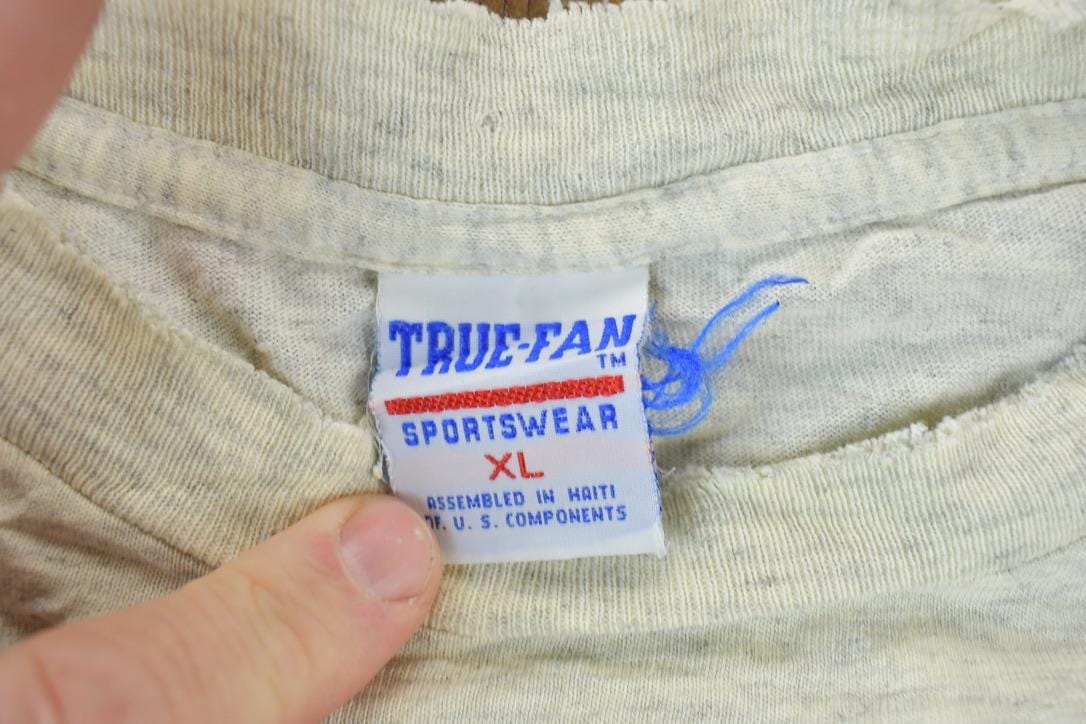 TRUE-FAN™
SPORTSWEAR
XL
ASSEMBLED IN HAITI
OF U. S. COMPONENTS